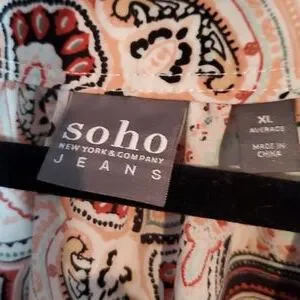 soho
NEW YORK & COMPANY
JEANS
XL
AVERAGE
MADE IN
CHINA